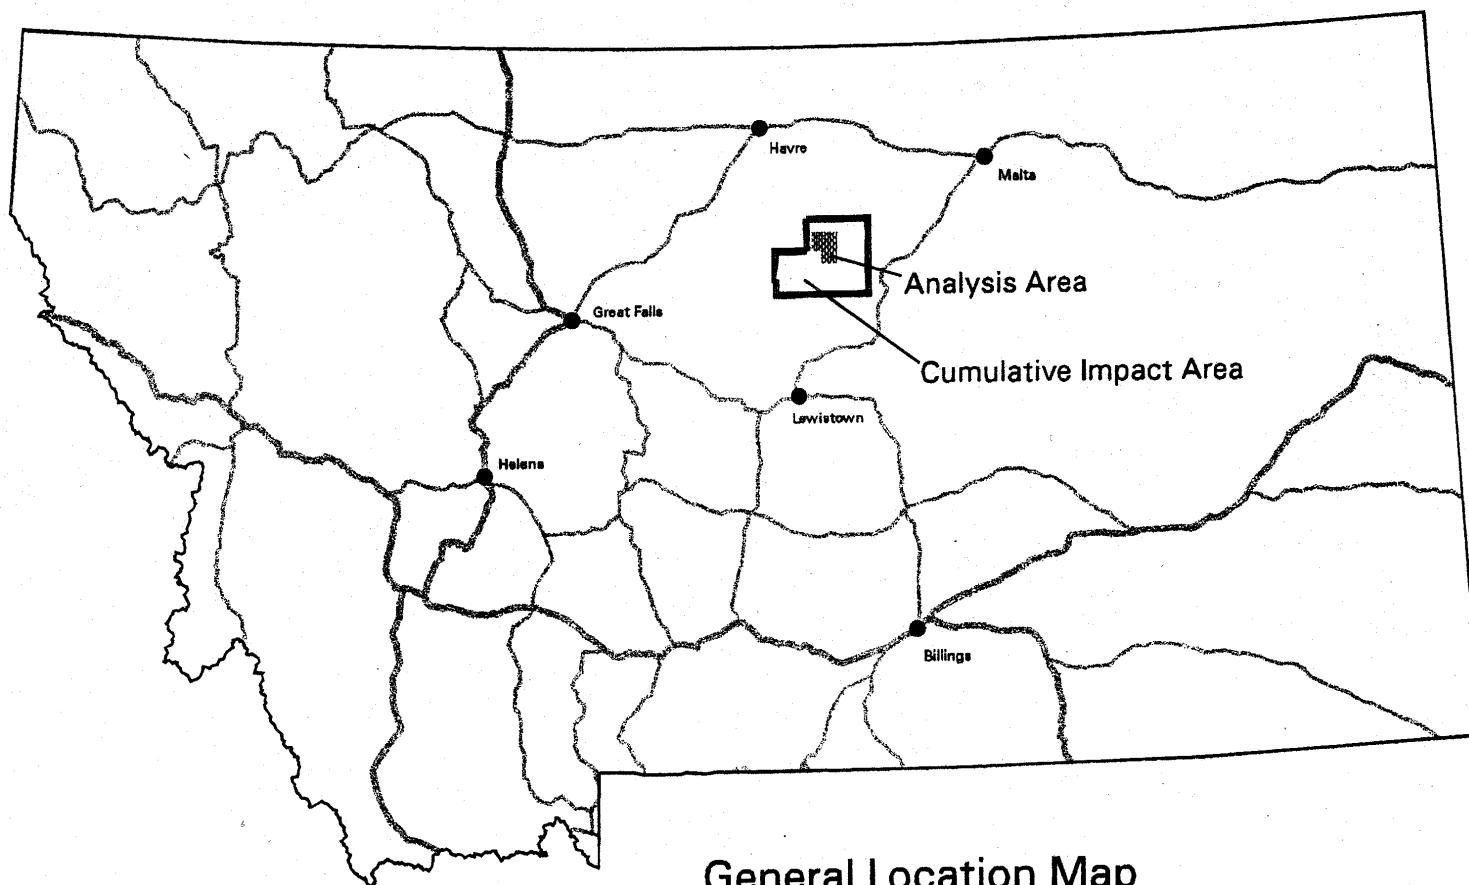 Havre
Malta
Analysis Area
Great Falls
Cumulative Impact Area
Lewistown
Helena
Billings
General Location Map